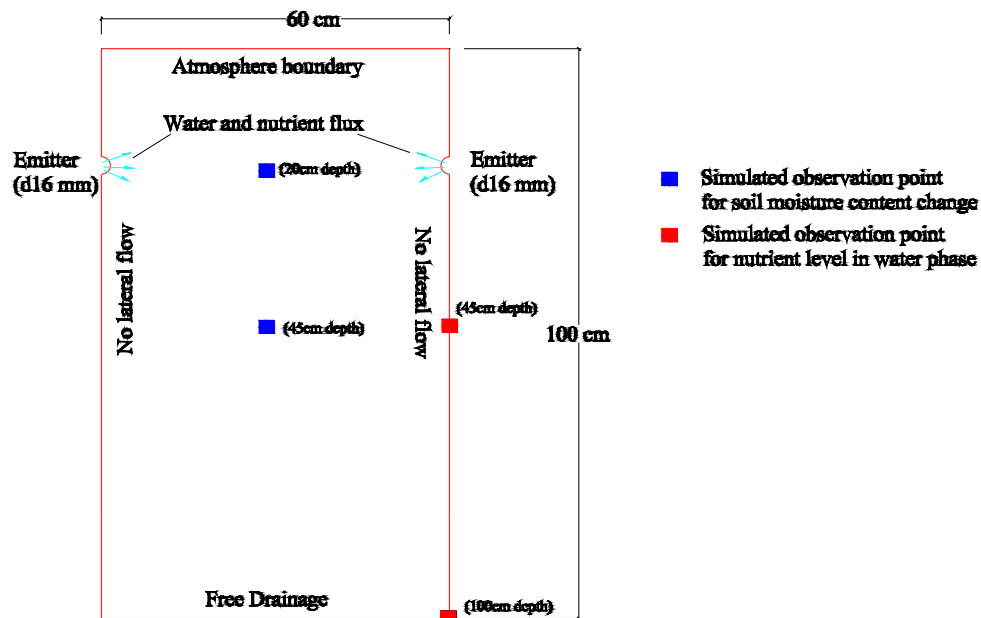 60 cm
Atmosphere boundary
Water and nutrient flux
Emitter
(d16 mm)
(20cm depth)
Emitter
(d16 mm)
Simulated observation point
for soil moisture content change
Simulated observation point
for nutrient level in water phase
No lateral flow
No lateral flow
(45cm depth)
(45cm depth)
100 cm
Free Drainage
(100cm depth)